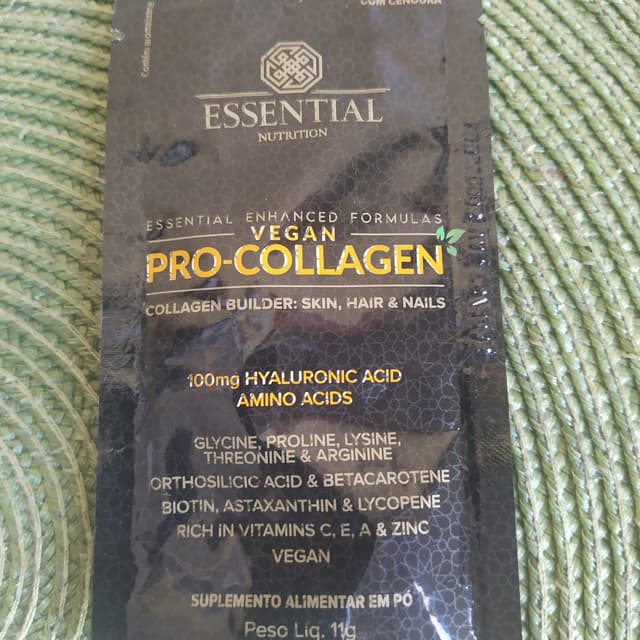 COM CENOURA
ESSENTIAL
NUTRITION
ESSENTIAL ENHANCED FORMULAS
VEGAN
PRO-COLLAGEN
COLLAGEN BUILDER: SKIN, HAIR & NAILS
100mg HYALURONIC ACID
AMINO ACIDS
GLYCINE, PROLINE, LYSINE,
THREONINE & ARGININE
ORTHOSILICIC ACID & BETACAROTENE
BIOTIN, ASTAXANTHIN & LYCOPENE
RICH IN VITAMINS C, E, A & ZINC
VEGAN
SUPLEMENTO ALIMENTAR EM PÓ
Peso Liq. 11g